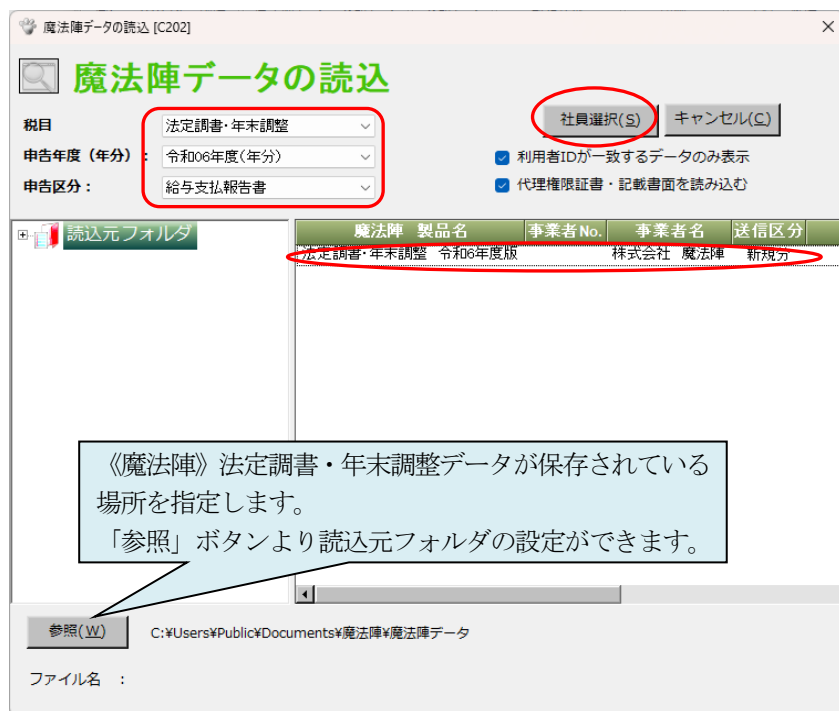 魔法陣データの読込 [C202]
魔法陣データの読込
税目
法定調書・年末調整
社員選択(S)
キャンセル(C)
申告年度（年分）：
令和06年度(年分)
利用者IDが一致するデータのみ表示
申告区分：
給与支払報告書
代理権限証書・記載書面を読み込む
読込元フォルダ
魔法陣 製品名 事業者No. 事業者名 送信区分
法定調書・年末調整 令和6年度版 株式会社 魔法陣 新規分
《魔法陣》法定調書・年末調整データが保存されている
場所を指定します。
「参照」ボタンより読込元フォルダの設定ができます。
参照(W)
C:¥Users¥Public¥Documents¥魔法陣¥魔法陣データ
ファイル名 :